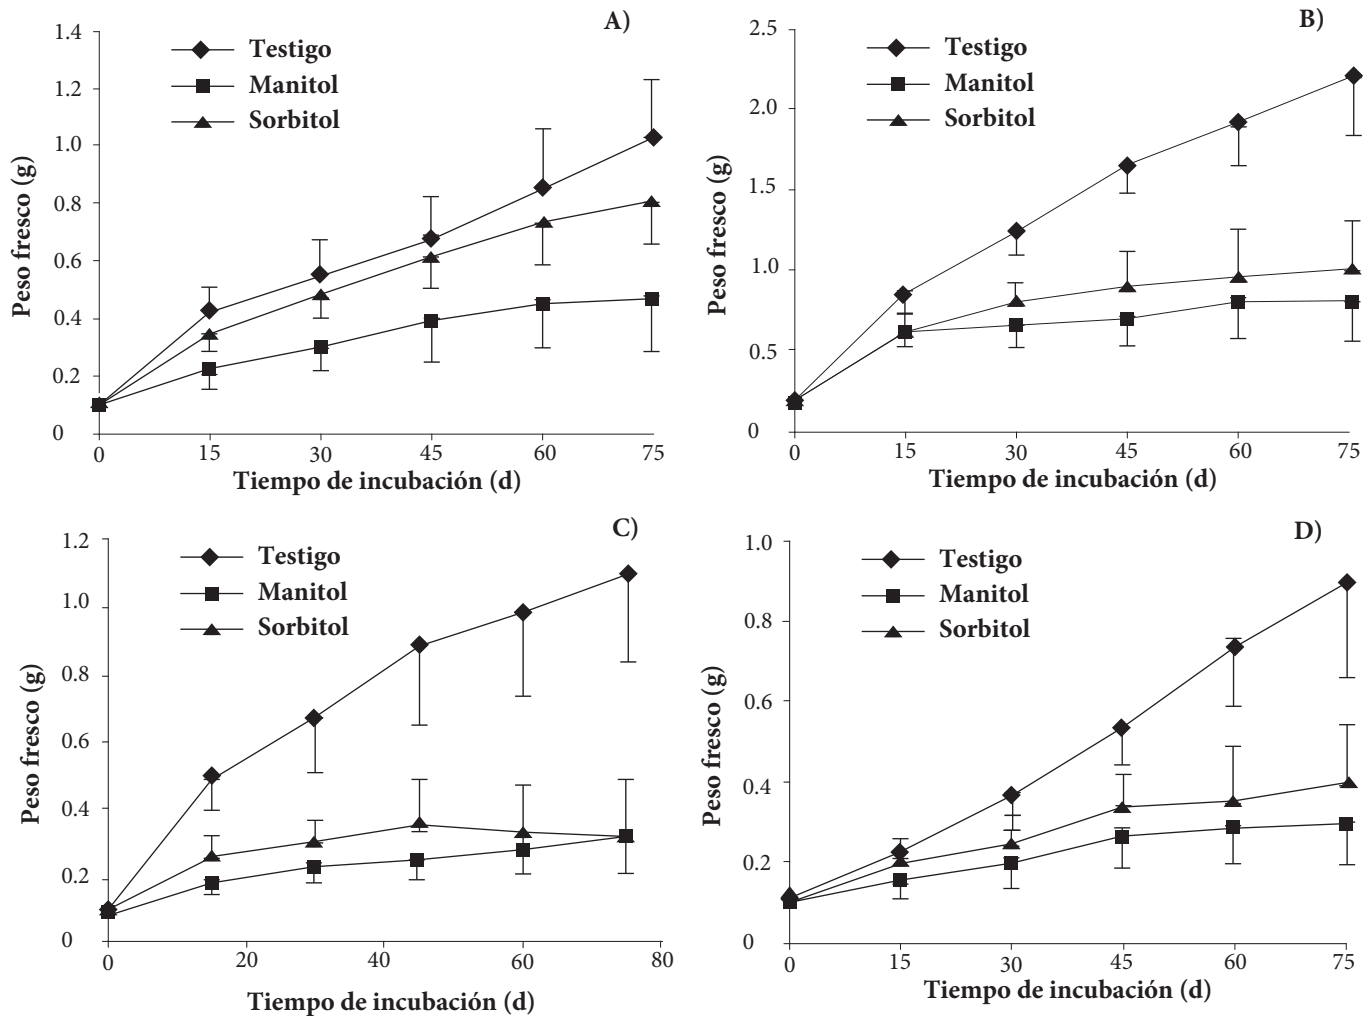 A)
Testigo
Manitol
Sorbitol
Peso fresco (g)
1.4
1.2
1.0
0.8
0.6
0.4
0.2
0
0 15 30 45 60 75
Tiempo de incubación (d)
B)
Testigo
Manitol
Sorbitol
Peso fresco (g)
2.5
2.0
1.5
1.0
0.5
0
0 15 30 45 60 75
Tiempo de incubación (d)
C)
Testigo
Manitol
Sorbitol
Peso fresco (g)
1.2
1.0
0.8
0.6
0.4
0.2
0
0 20 40 60 80
Tiempo de incubación (d)
D)
Testigo
Manitol
Sorbitol
Peso fresco (g)
1.0
0.8
0.6
0.4
0.2
0
0 15 30 45 60 75
Tiempo de incubación (d)